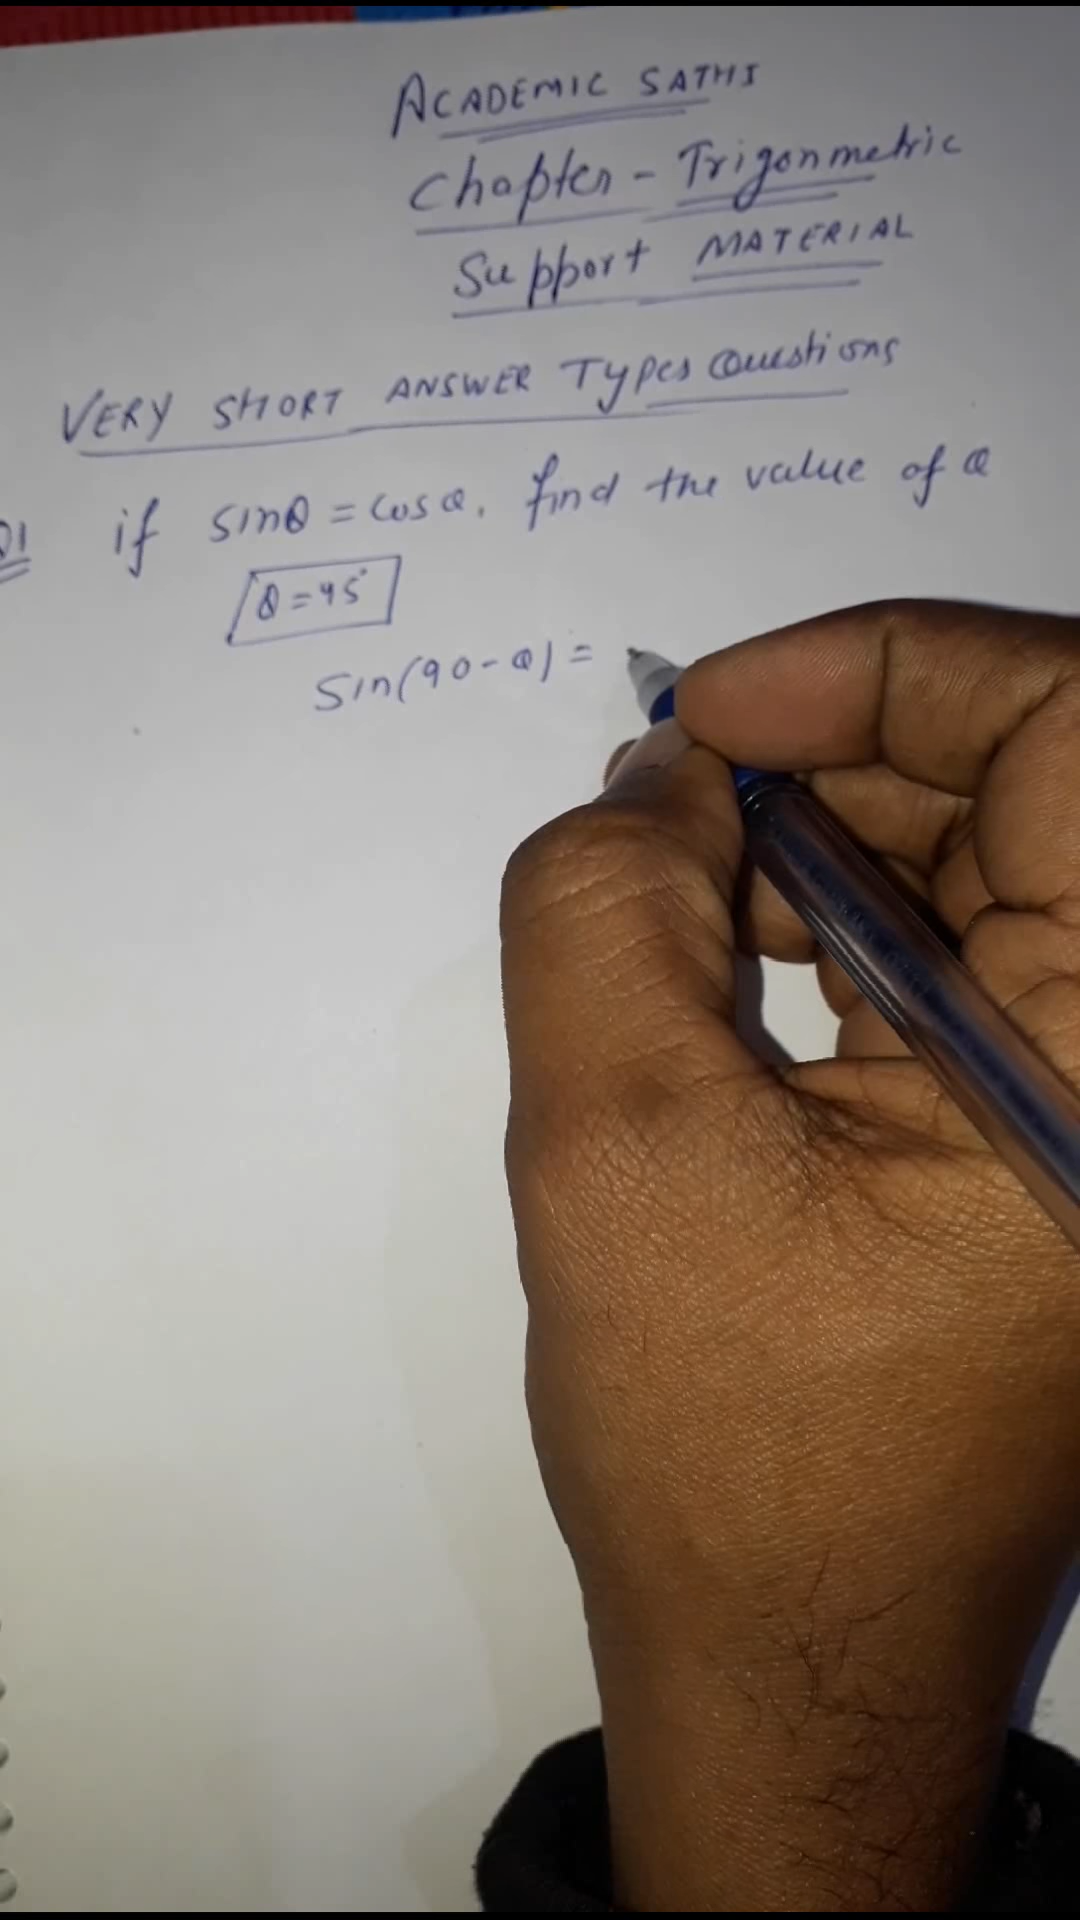 ACADEMIC SATHI
Chapter - Trigonmetric
Support MATERIAL
VERY SHORT ANSWER Types Questions
Q1 if sinθ = cosθ, find the value of θ
θ = 45°
Sin(90-θ) =